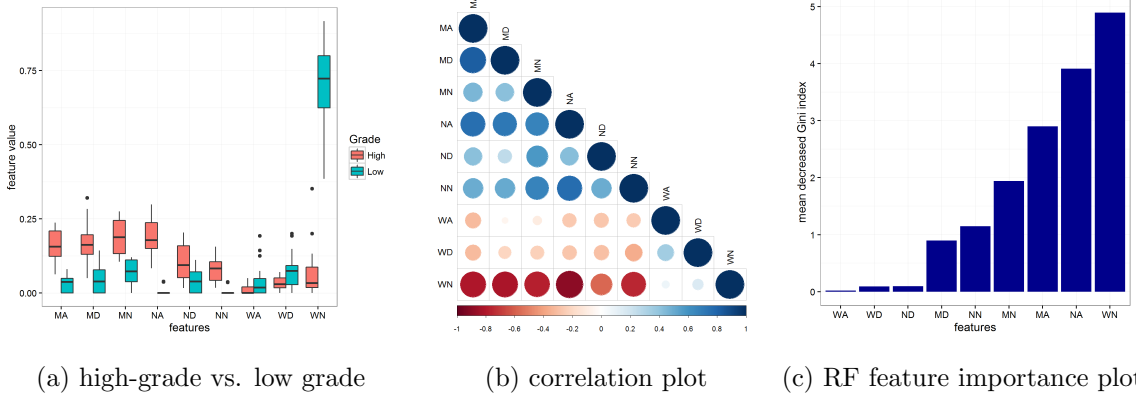 0.75
0.50
0.25
0.00
feature value
MA MD MN NA ND NN WA WD WN
features
Grade
High
Low
(a) high-grade vs. low grade
MD
MN
NA
ND
NN
WA
WD
WN
MA
MD
MN
NA
ND
NN
WA
WD
WN
-1 -0.8 -0.6 -0.4 -0.2 0 0.2 0.4 0.6 0.8 1
(b) correlation plot
5
4
3
2
1
0
mean decreased Gini index
WA WD ND MD NN MN MA NA WN
features
(c) RF feature importance plot